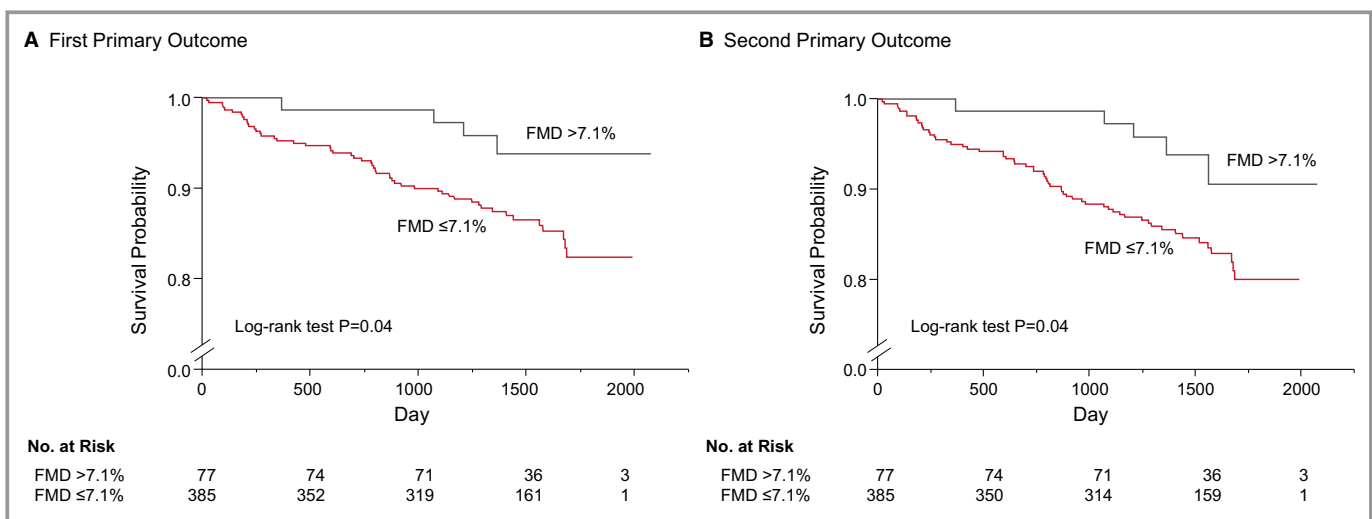 A First Primary Outcome
1.0
0.9
0.8
0.0
Survival Probability
FMD >7.1%
FMD ≤7.1%
Log-rank test P=0.04
0 500 1000 1500 2000
Day
No. at Risk
FMD >7.1% 77 74 71 36 3
FMD ≤7.1% 385 352 319 161 1
B Second Primary Outcome
1.0
0.9
0.8
0.0
Survival Probability
FMD >7.1%
FMD ≤7.1%
Log-rank test P=0.04
0 500 1000 1500 2000
Day
No. at Risk
FMD >7.1% 77 74 71 36 3
FMD ≤7.1% 385 350 314 159 1